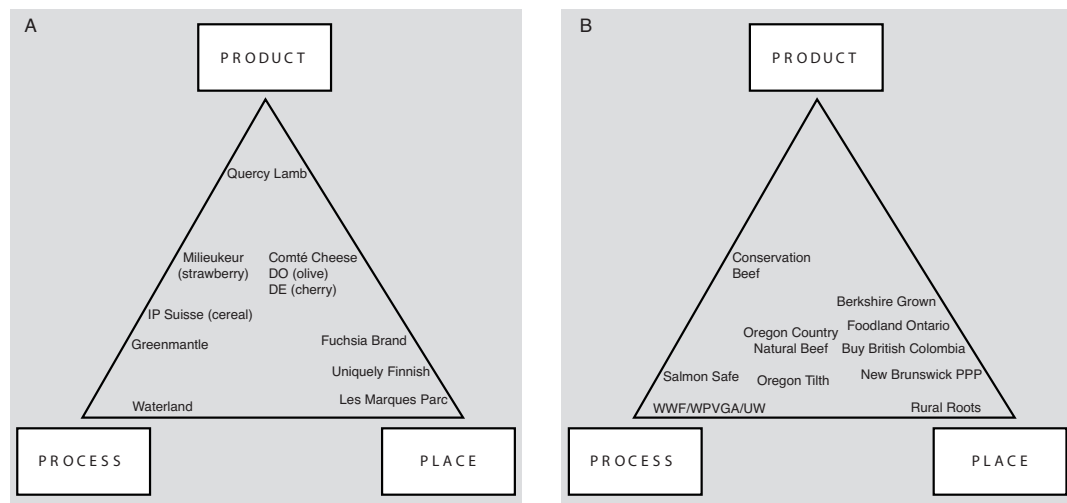 A
PRODUCT
Quercy Lamb
Milieukeur
(strawberry)
Comté Cheese
DO (olive)
DE (cherry)
IP Suisse (cereal)
Greenmantle
Fuchsia Brand
Uniquely Finnish
Les Marques Parc
Waterland
PROCESS
PLACE
B
PRODUCT
Conservation
Beef
Berkshire Grown
Foodland Ontario
Oregon Country
Natural Beef
Buy British Colombia
Salmon Safe
Oregon Tilth
New Brunswick PPP
WWF/WPVGA/UW
Rural Roots
PROCESS
PLACE